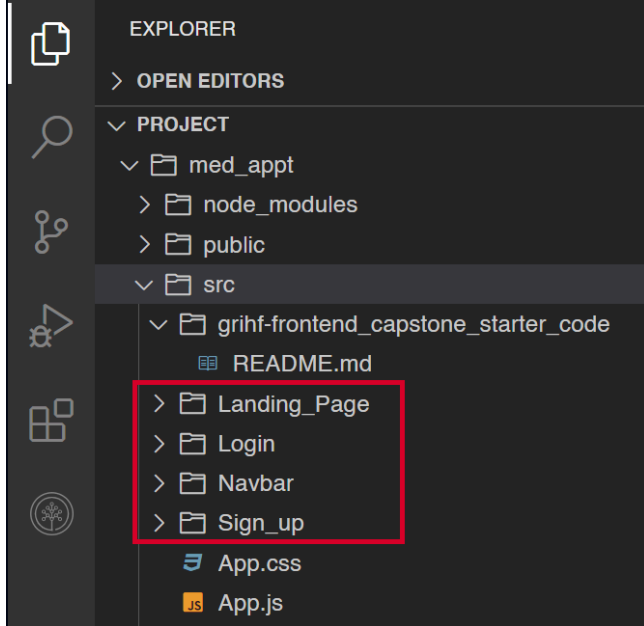 EXPLORER
OPEN EDITORS
PROJECT
med_appt
node_modules
public
src
grihf-frontend_capstone_starter_code
README.md
Landing_Page
Login
Navbar
Sign_up
App.css
JS App.js